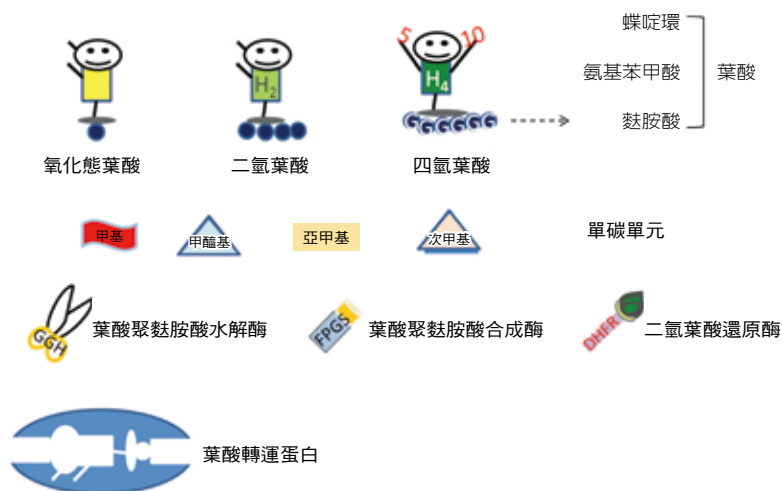 5 10
H2
H4
G G G G G G
蝶啶環
氨基苯甲酸
麩胺酸
葉酸
氧化態葉酸
二氫葉酸
四氫葉酸
甲基
甲醯基
亞甲基
次甲基
單碳單元
GGH
葉酸聚麩胺酸水解酶
FPGS
葉酸聚麩胺酸合成酶
DHFR
二氫葉酸還原酶
葉酸轉運蛋白